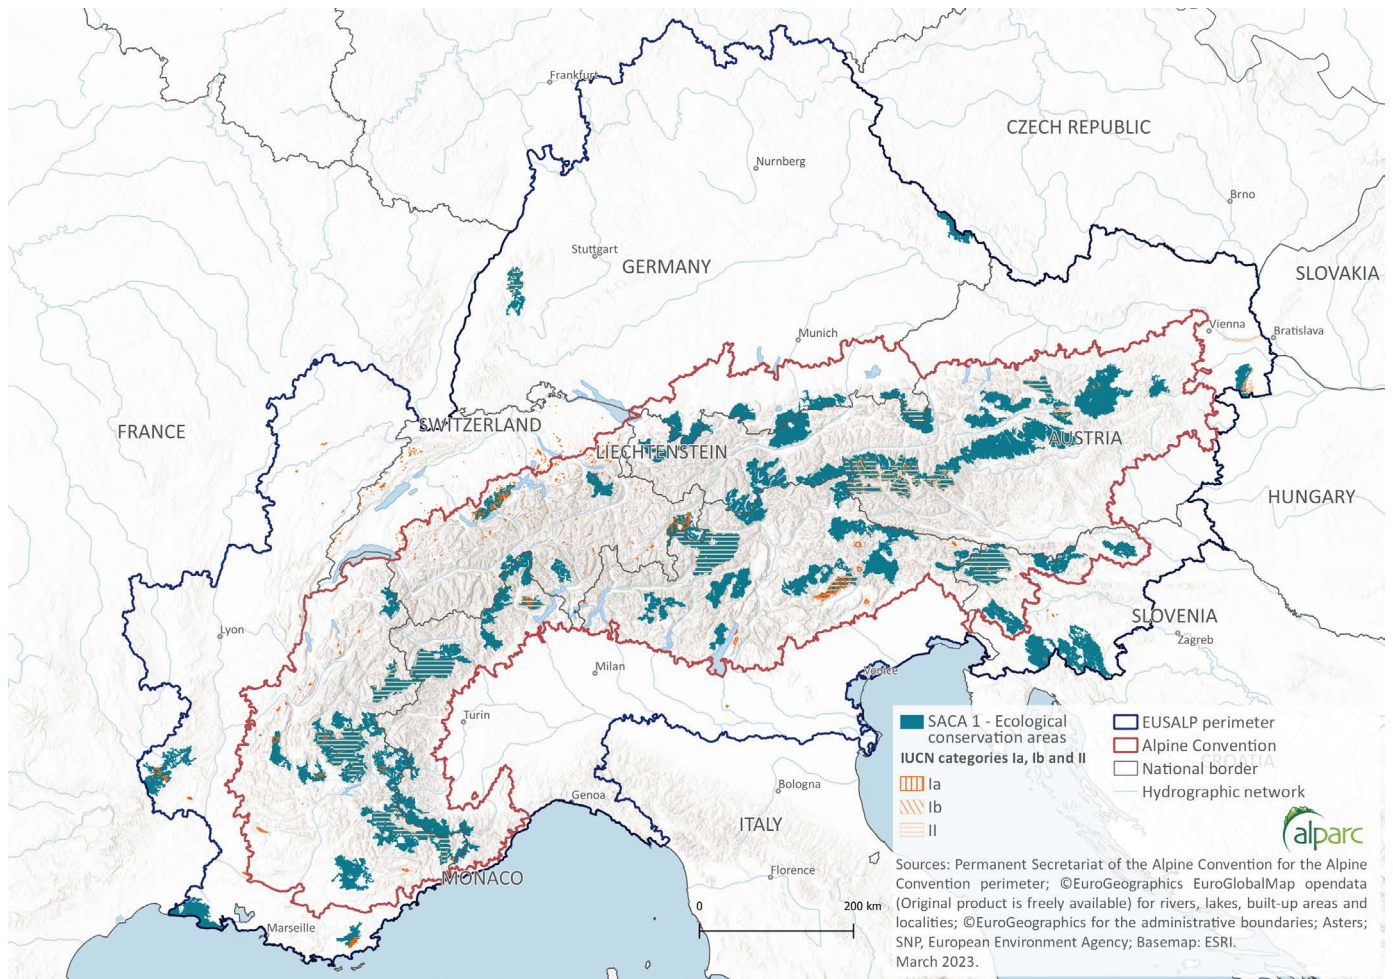 Frankfurt
CZECH REPUBLIC
Nurnberg
Brno
Stuttgart
GERMANY
SLOVAKIA
Munich
Vienna
Bratislava
FRANCE
SWITZERLAND
LIECHTENSTEIN
AUSTRIA
HUNGARY
Lyon
SLOVENIA
Zagreb
Milan
Venice
Turin
Genoa
Bologna
ITALY
Florence
MONACO
Marseille
CROATIA
SACA 1 - Ecological
conservation areas
IUCN categories Ia, Ib and II
Ia
Ib
II
EUSALP perimeter
Alpine Convention
National border
Hydrographic network
alparc
0
200 km
Sources: Permanent Secretariat of the Alpine Convention for the Alpine
Convention perimeter; ©EuroGeographics EuroGlobalMap opendata
(Original product is freely available) for rivers, lakes, built-up areas and
localities; ©EuroGeographics for the administrative boundaries; Asters;
SNP, European Environment Agency; Basemap: ESRI.
March 2023.